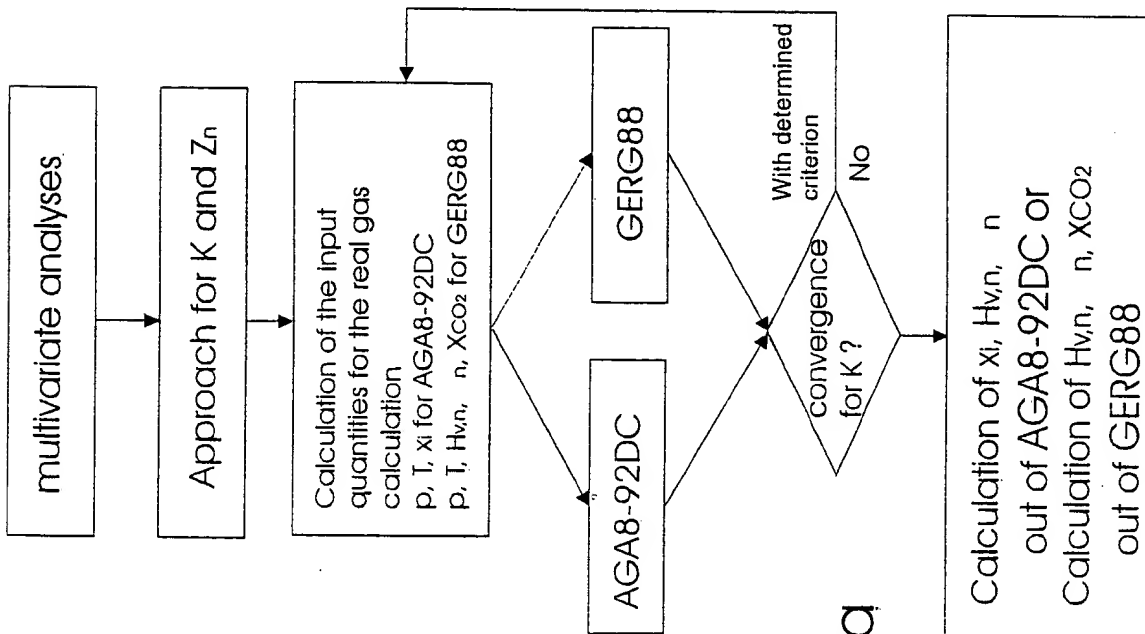 multivariate analyses
Approach for K and Zn
Calculation of the input
quantities for the real gas
calculation
p, T, xi for AGA8-92DC
p, T, Hv,n, n, XCO2 for GERG88
AGA8-92DC
GERG88
convergence
for K ?
With determined
criterion
No
a
Calculation of xi, Hv,n, n
out of AGA8-92DC or
Calculation of Hv,n, n, XCO2
out of GERG88